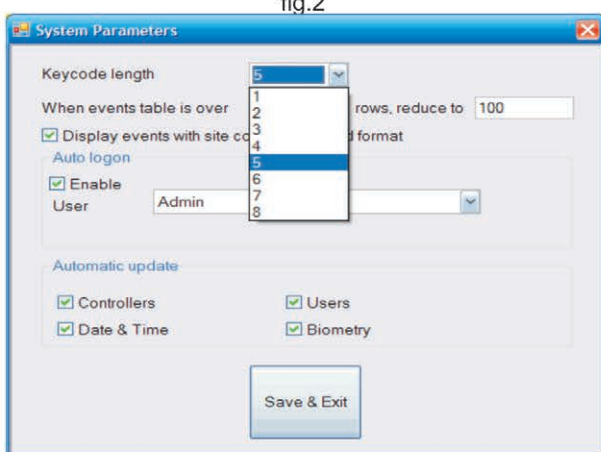 fig.2
System Parameters
Keycode length 5
1
2
3
4
5
6
7
8
When events table is over rows, reduce to 100
Display events with site co d format
Auto logon
Enable
User Admin
Automatic update
Controllers Users
Date & Time Biometry
Save & Exit